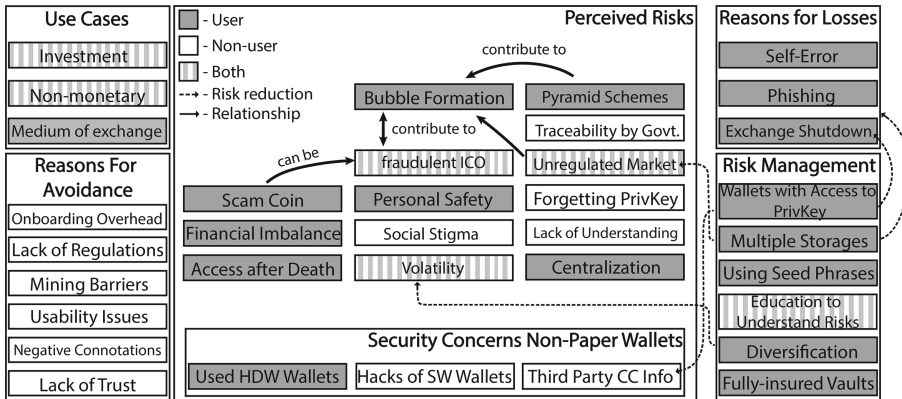 Use Cases
Investment
Non-monetary
Medium of exchange
Reasons For
Avoidance
Onboarding Overhead
Lack of Regulations
Mining Barriers
Usability Issues
Negative Connotations
Lack of Trust
Perceived Risks
- User
- Non-user
- Both
- Risk reduction
- Relationship
contribute to
Bubble Formation
Pyramid Schemes
contribute to
Traceability by Govt.
can be
fraudulent ICO
Unregulated Market
Scam Coin
Personal Safety
Forgetting PrivKey
Financial Imbalance
Social Stigma
Lack of Understanding
Access after Death
Volatility
Centralization
Security Concerns Non-Paper Wallets
Used HDW Wallets
Hacks of SW Wallets
Third Party CC Info
Reasons for Losses
Self-Error
Phishing
Exchange Shutdown
Risk Management
Wallets with Access to
PrivKey
Multiple Storages
Using Seed Phrases
Education to
Understand Risks
Diversification
Fully-insured Vaults